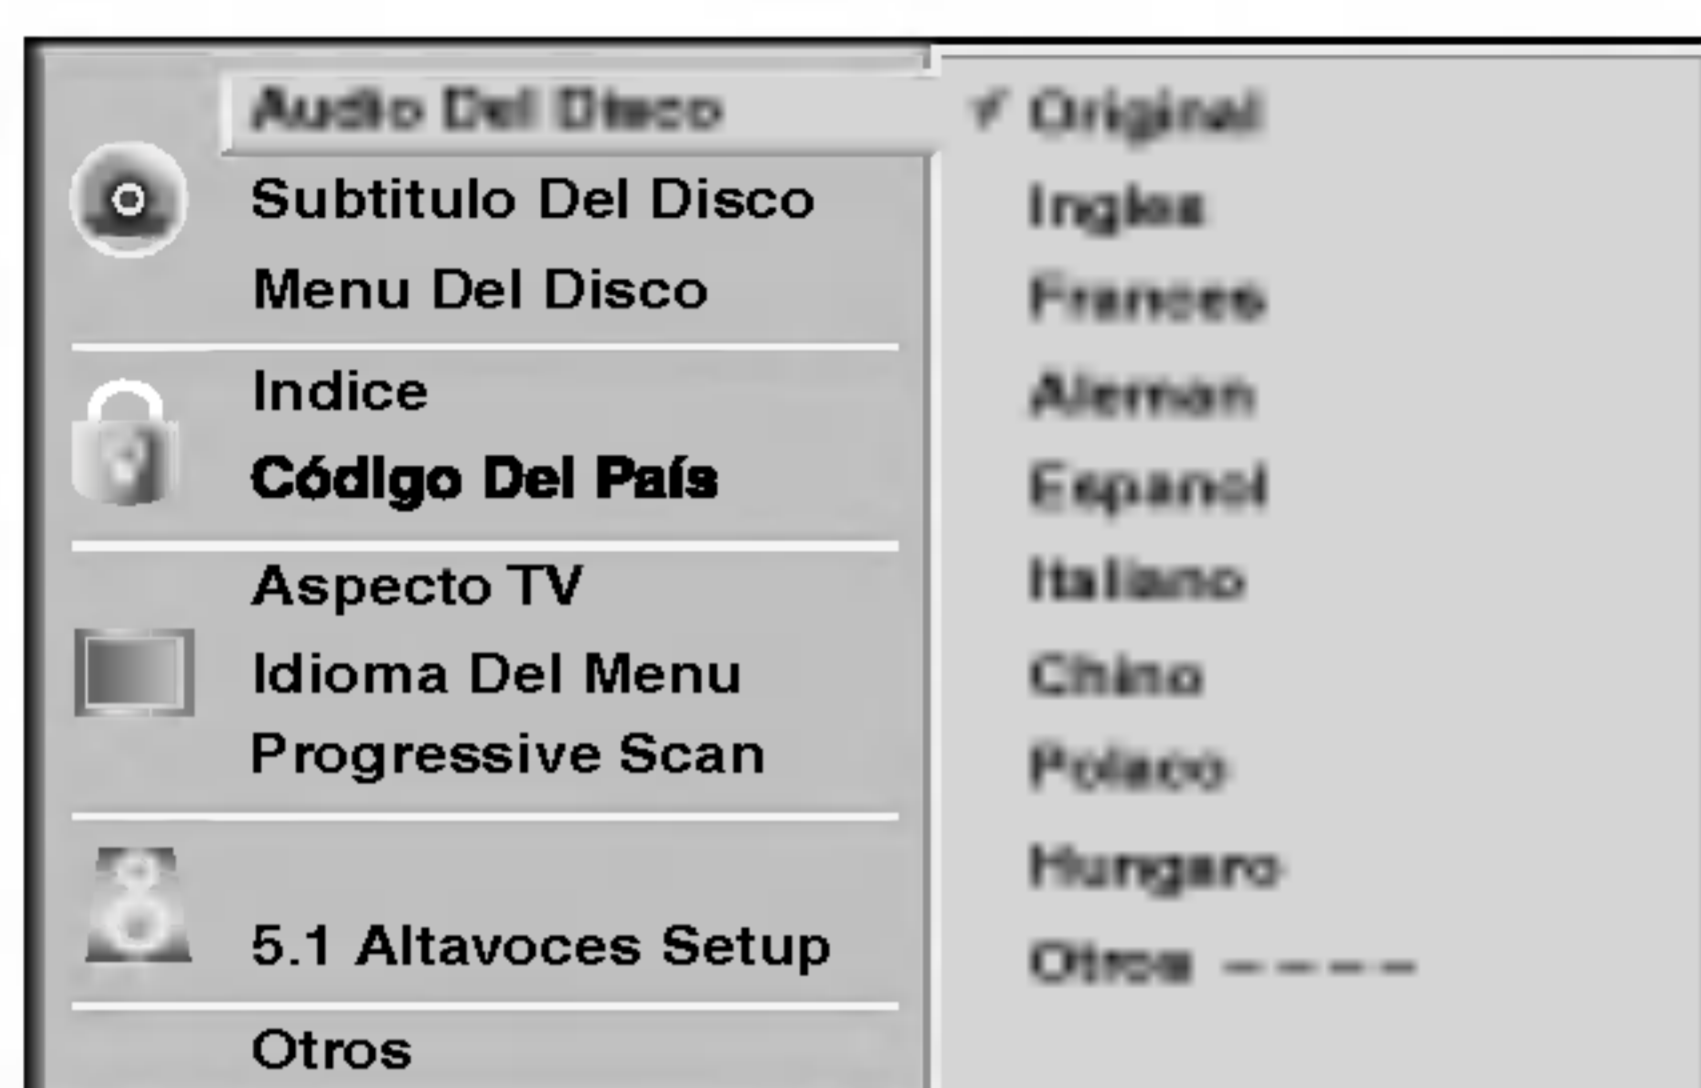 Audio Del Disco
Subtitulo Del Disco
Menu Del Disco
Indice
Código Del País
Aspecto TV
Idioma Del Menu
Progressive Scan
5.1 Altavoces Setup
Otros
✓ Original
Ingles
Frances
Aleman
Espanol
Italiano
Chino
Polaco
Hungaro
Otros – – – –